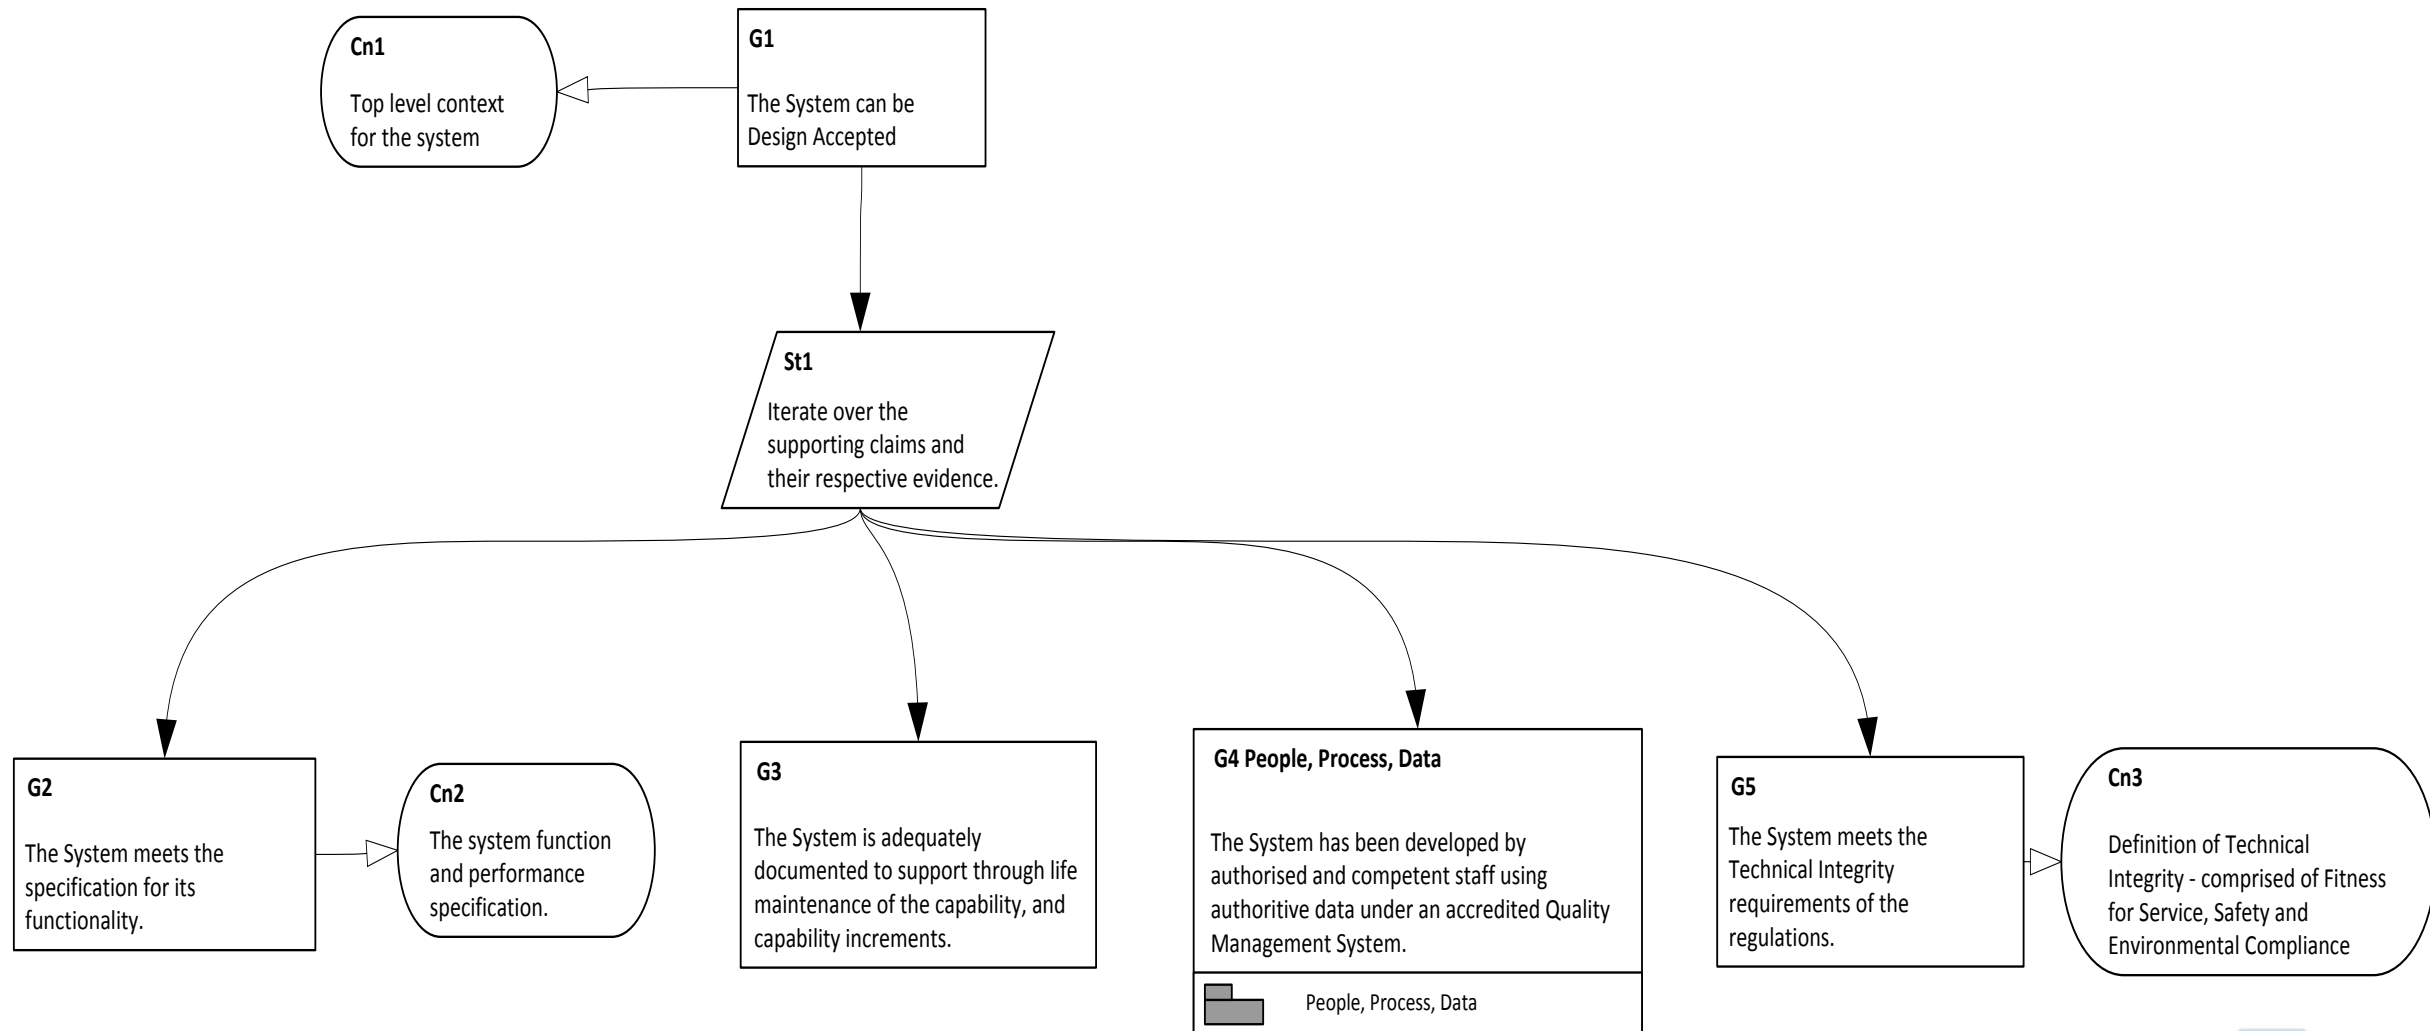 Cn1
Top level context
for the system
G1
The System can be
Design Accepted
St1
Iterate over the
supporting claims and
their respective evidence.
G2
The System meets the
specification for its
functionality.
Cn2
The system function
and performance
specification.
G3
The System is adequately
documented to support through life
maintenance of the capability, and
capability increments.
G4 People, Process, Data
The System has been developed by
authorised and competent staff using
authoritive data under an accredited Quality
Management System.
People, Process, Data
G5
The System meets the
Technical Integrity
requirements of the
regulations.
Cn3
Definition of Technical
Integrity - comprised of Fitness
for Service, Safety and
Environmental Compliance